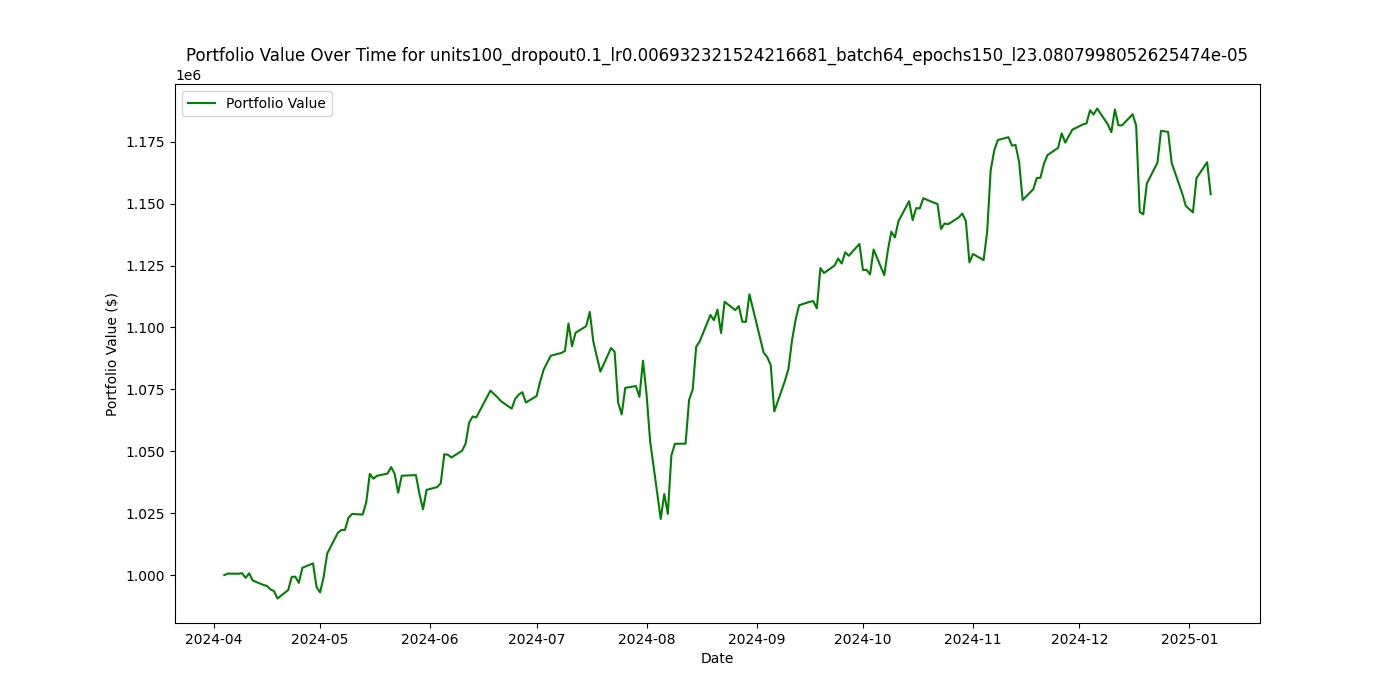 Portfolio Value Over Time for units100_dropout0.1_lr0.006932321524216681_batch64_epochs150_l23.0807998052625474e-05
1e6
Portfolio Value
1.175
1.150
1.125
1.100
1.075
1.050
1.025
1.000
Portfolio Value ($)
2024-04 2024-05 2024-06 2024-07 2024-08 2024-09 2024-10 2024-11 2024-12 2025-01
Date